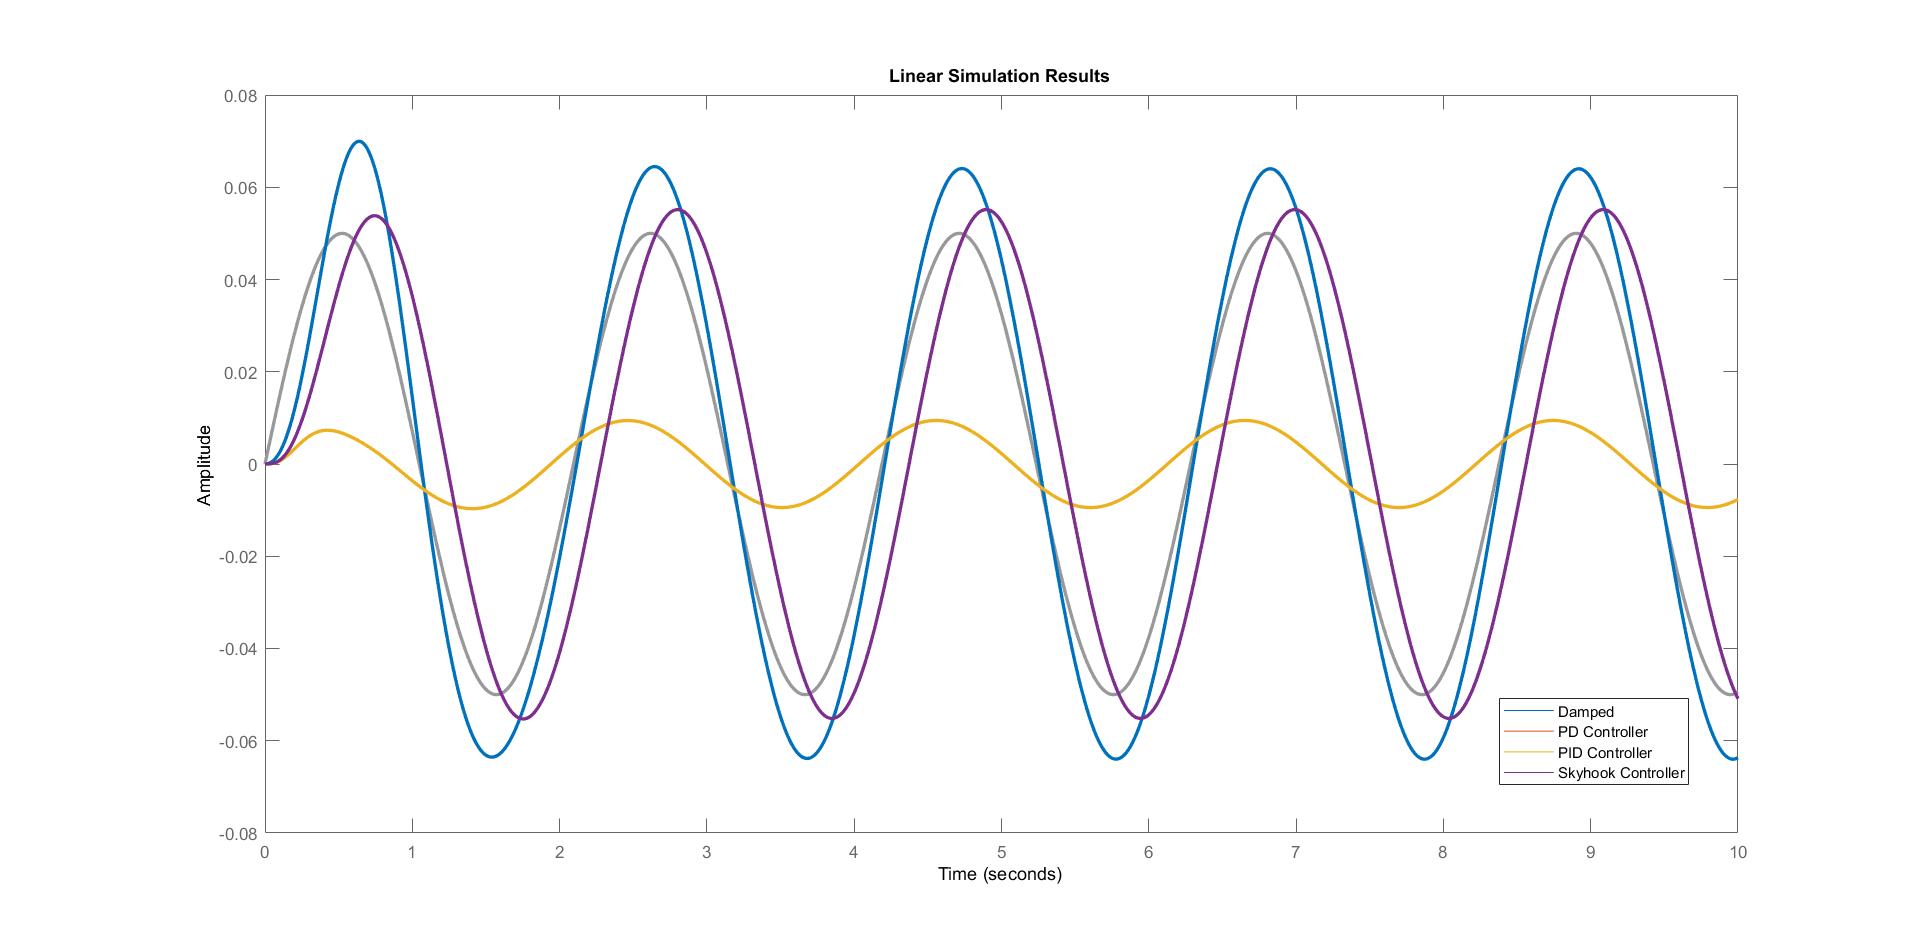 Linear Simulation Results
0.08
0.06
0.04
0.02
0
-0.02
-0.04
-0.06
-0.08
Amplitude
0 1 2 3 4 5 6 7 8 9 10
Time (seconds)
Damped
PD Controller
PID Controller
Skyhook Controller